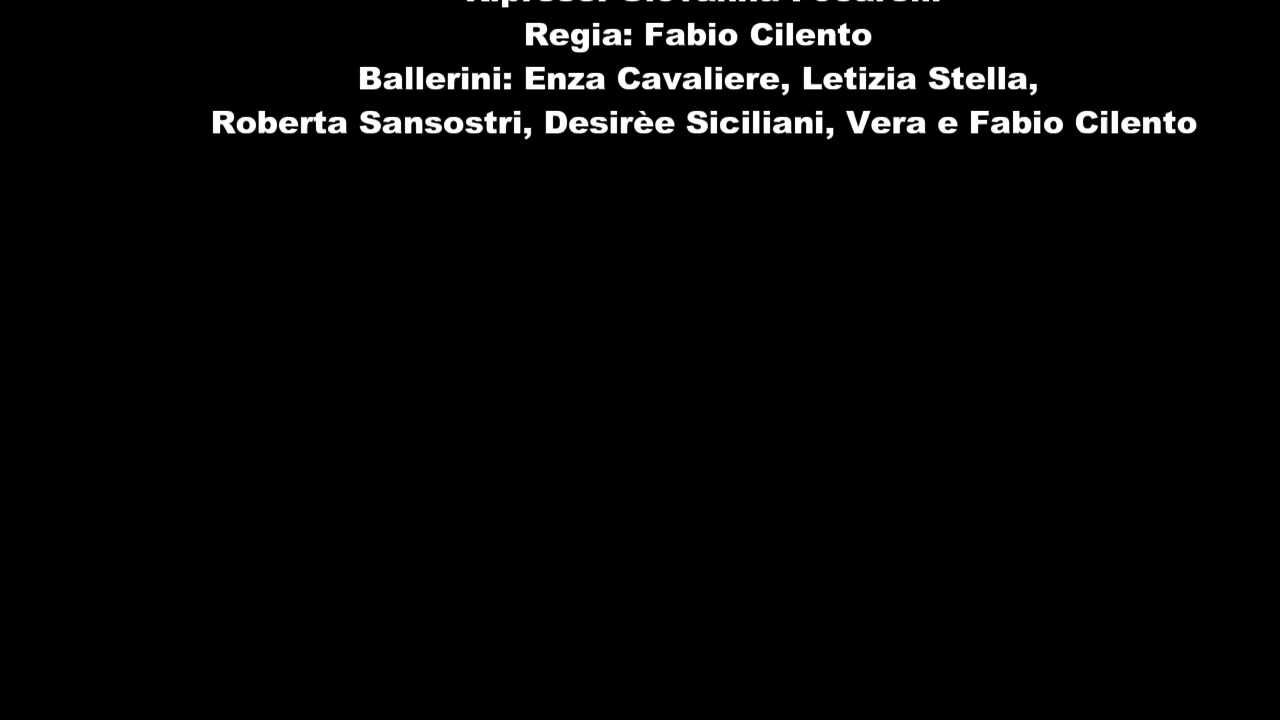 Regia: Fabio Cilento
Ballerini: Enza Cavaliere, Letizia Stella,
Roberta Sansostri, Desirèe Siciliani, Vera e Fabio Cilento